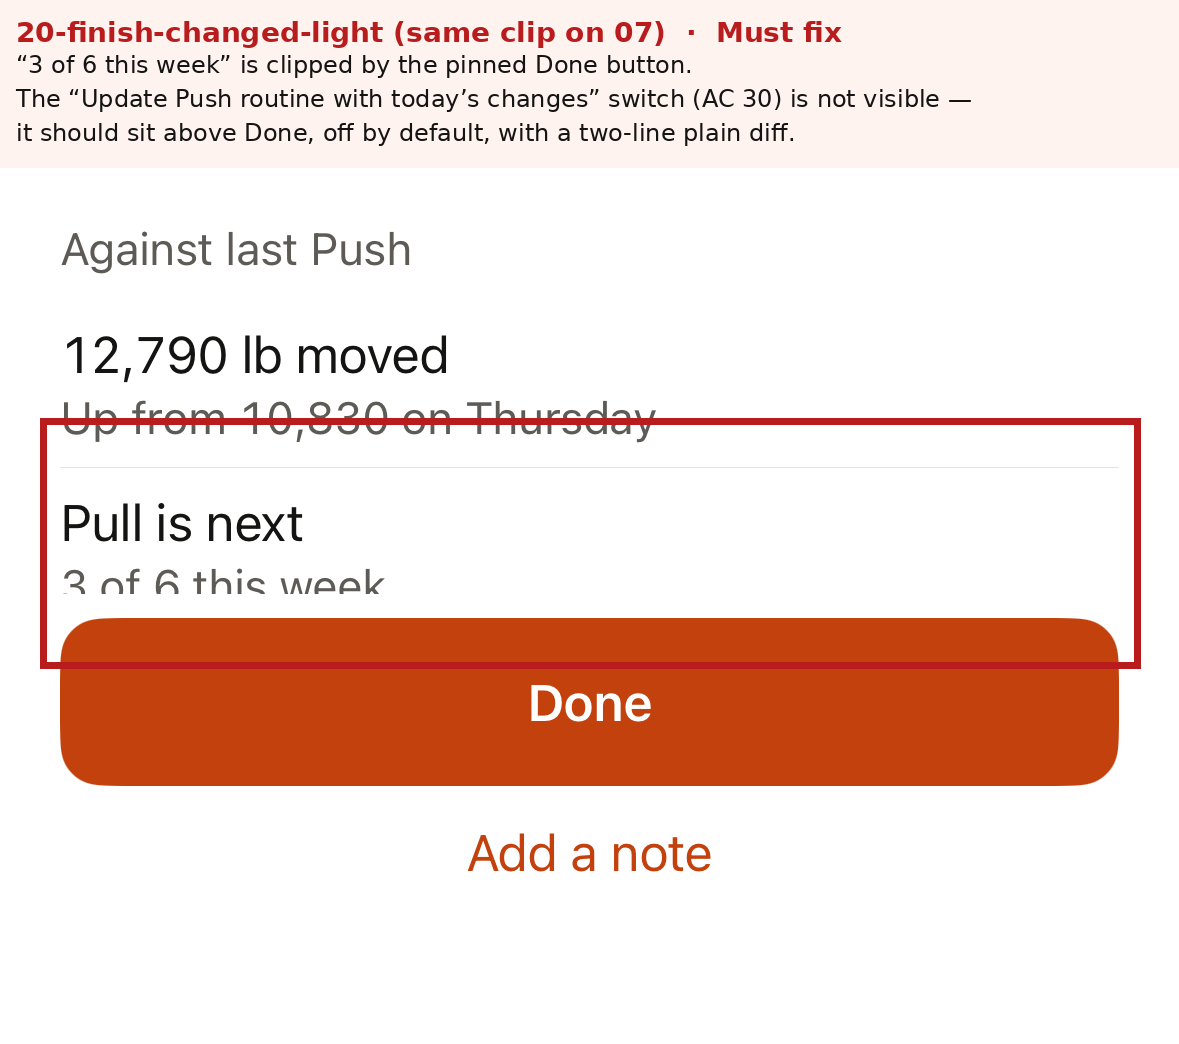 20-finish-changed-light (same clip on 07)  ·  Must fix
“3 of 6 this week” is clipped by the pinned Done button.
The “Update Push routine with today’s changes” switch (AC 30) is not visible —
it should sit above Done, off by default, with a two-line plain diff.
Against last Push
12,790 lb moved
Up from 10,830 on Thursday
Pull is next
3 of 6 this week
Done
Add a note